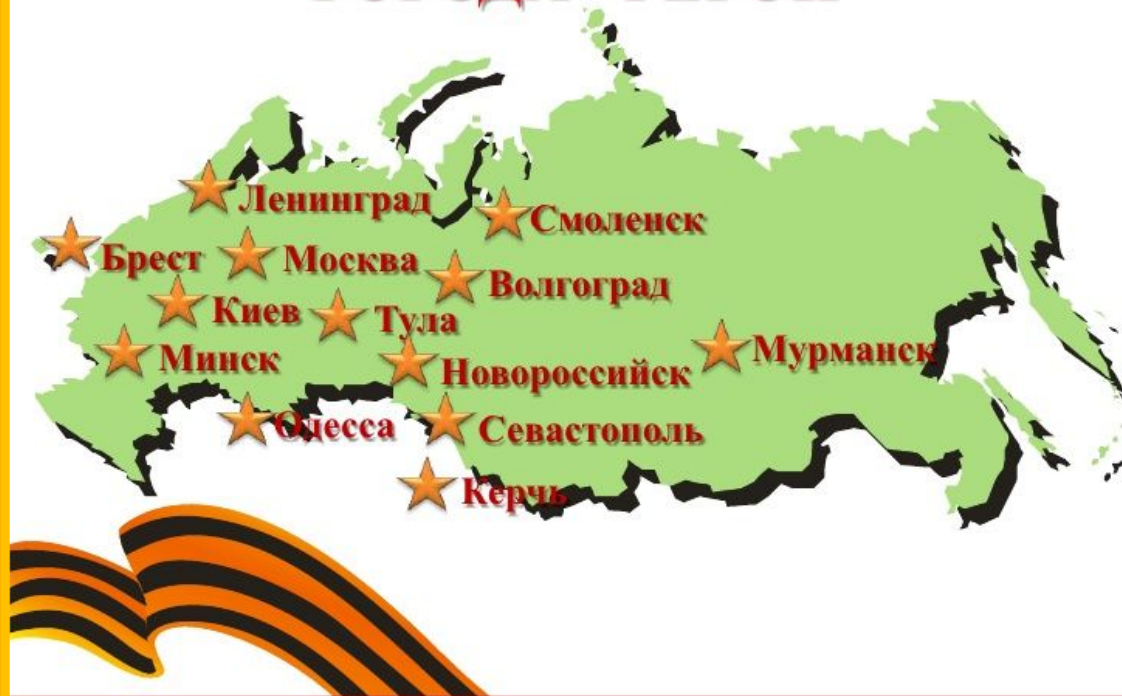 Ленинград
Смоленск
Брест
Москва
Волгоград
Киев
Тула
Минск
Новороссийск
Мурманск
Одесса
Севастополь
Керчь